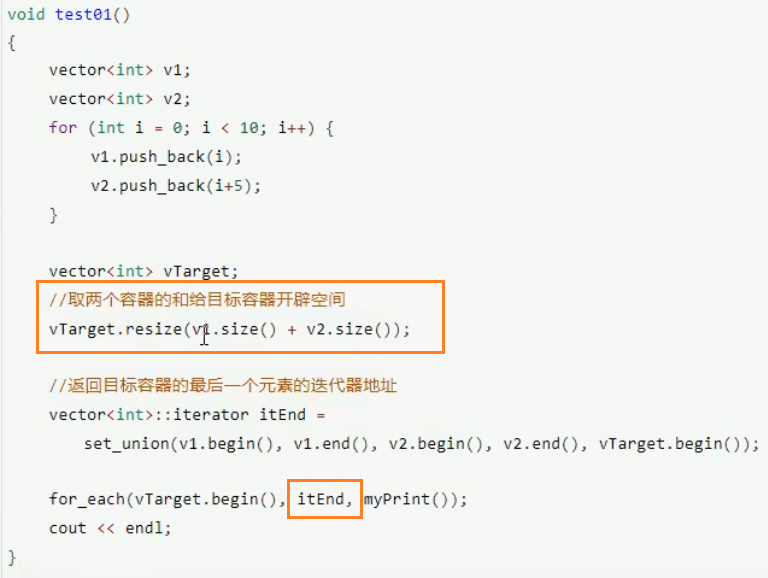 void test01()
{
    vector<int> v1;
    vector<int> v2;
    for (int i = 0; i < 10; i++) {
        v1.push_back(i);
        v2.push_back(i+5);
    }
    vector<int> vTarget;
    //取两个容器的和给目标容器开辟空间
    vTarget.resize(v1.size() + v2.size());
    //返回目标容器的最后一个元素的迭代器地址
    vector<int>::iterator itEnd =
        set_union(v1.begin(), v1.end(), v2.begin(), v2.end(), vTarget.begin());
    for_each(vTarget.begin(), itEnd, myPrint());
    cout << endl;
}